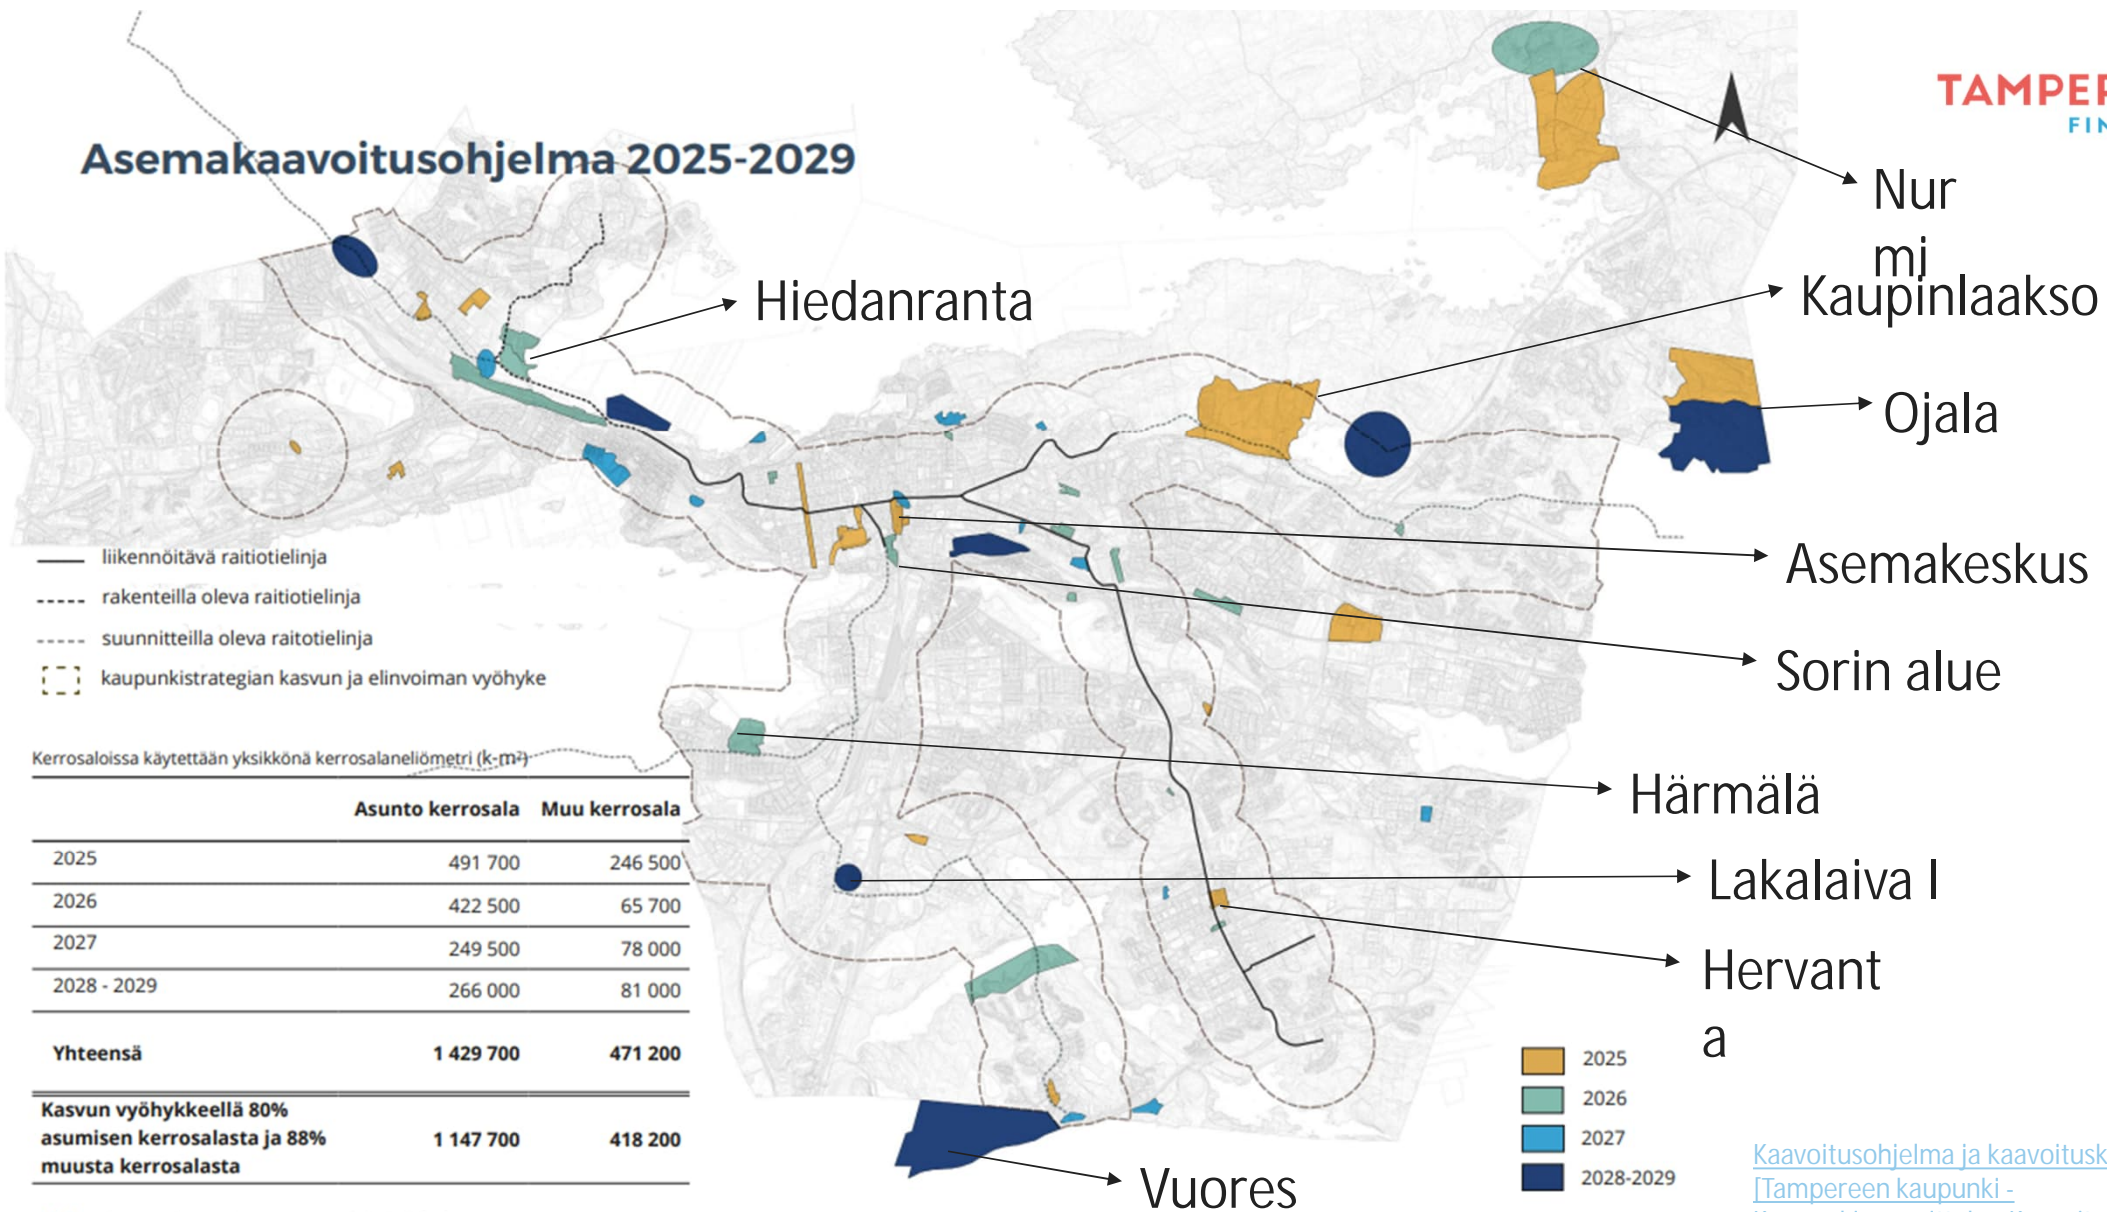 TAMPER
FIN
Asemakaavoitusohjelma 2025-2029
Nur
mi
Hiedanranta
Kaupinlaakso
Ojala
Asemakeskus
Sorin alue
Härmälä
Lakalaiva I
Hervant
a
Vuores
liikennöitävä raitiotielinja
rakenteilla oleva raitiotielinja
suunnitteilla oleva raitotielinja
kaupunkistrategian kasvun ja elinvoiman vyöhyke
Kerrosaloissa käytettään yksikkönä kerrosalaneliömetri (k-m²)
Asunto kerrosala Muu kerrosala
2025 491 700 246 500
2026 422 500 65 700
2027 249 500 78 000
2028 - 2029 266 000 81 000
Yhteensä 1 429 700 471 200
Kasvun vyöhykkeellä 80%
asumisen kerrosalasta ja 88% 1 147 700 418 200
muusta kerrosalasta
2025
2026
2027
2028-2029
Kaavoitusohjelma ja kaavoitusk
[Tampereen kaupunki -